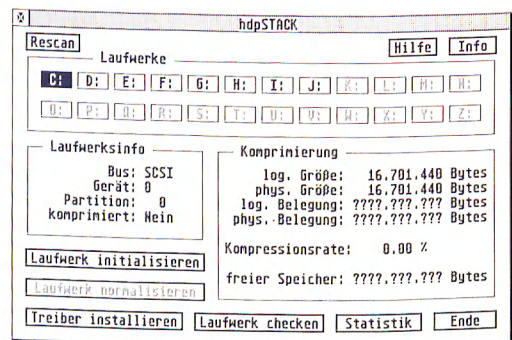 hdpSTACK
Rescan Hilfe Info
Laufwerke
C: D: E: F: G: H: I: J: K: L: M: N:
O: P: Q: R: S: T: U: V: W: X: Y: Z:
Laufwerksinfo
Bus: SCSI
Gerät: 0
Partition: 0
komprimiert: Nein
Komprimierung
log. Größe: 16.701.440 Bytes
phys. Größe: 16.701.440 Bytes
log. Belegung: ????.???.??? Bytes
phys. Belegung: ????.???.??? Bytes
Kompressionsrate: 0.00 %
freier Speicher: ????.???.??? Bytes
Laufwerk initialisieren
Laufwerk normalisieren
Treiber installieren Laufwerk checken Statistik Ende